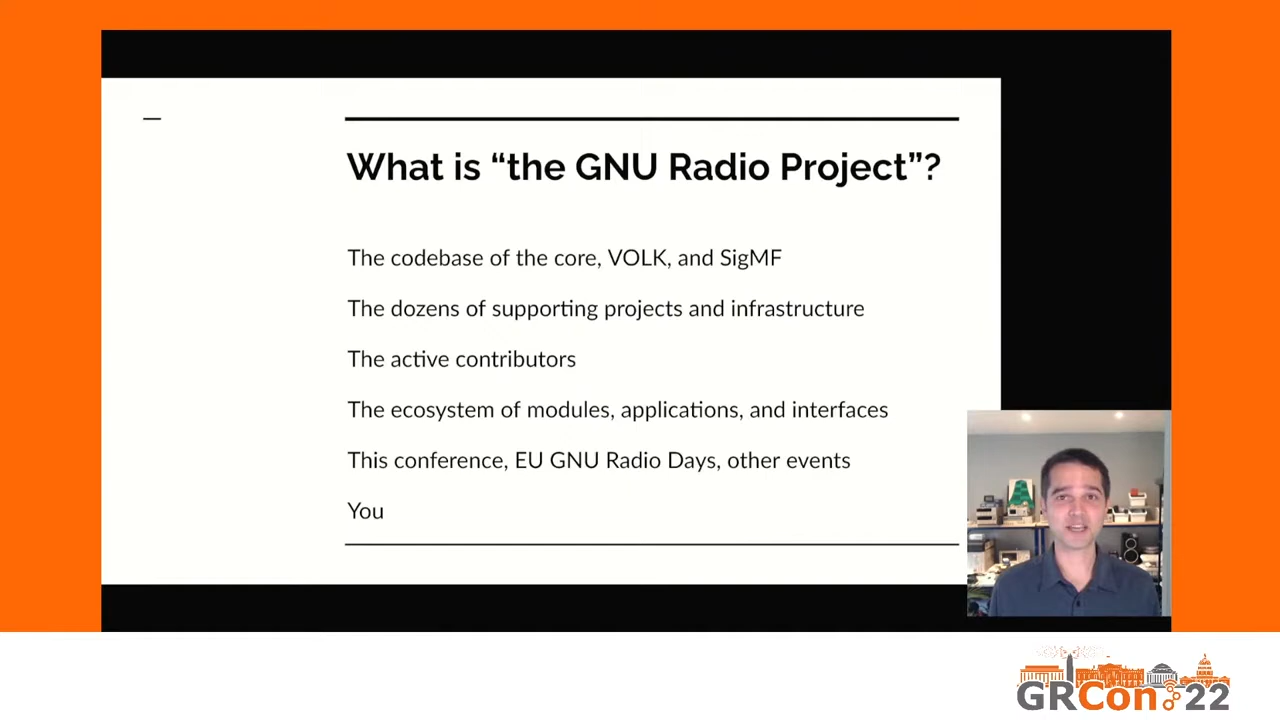 What is “the GNU Radio Project”?
The codebase of the core, VOLK, and SigMF
The dozens of supporting projects and infrastructure
The active contributors
The ecosystem of modules, applications, and interfaces
This conference, EU GNU Radio Days, other events
You
GRCon 22